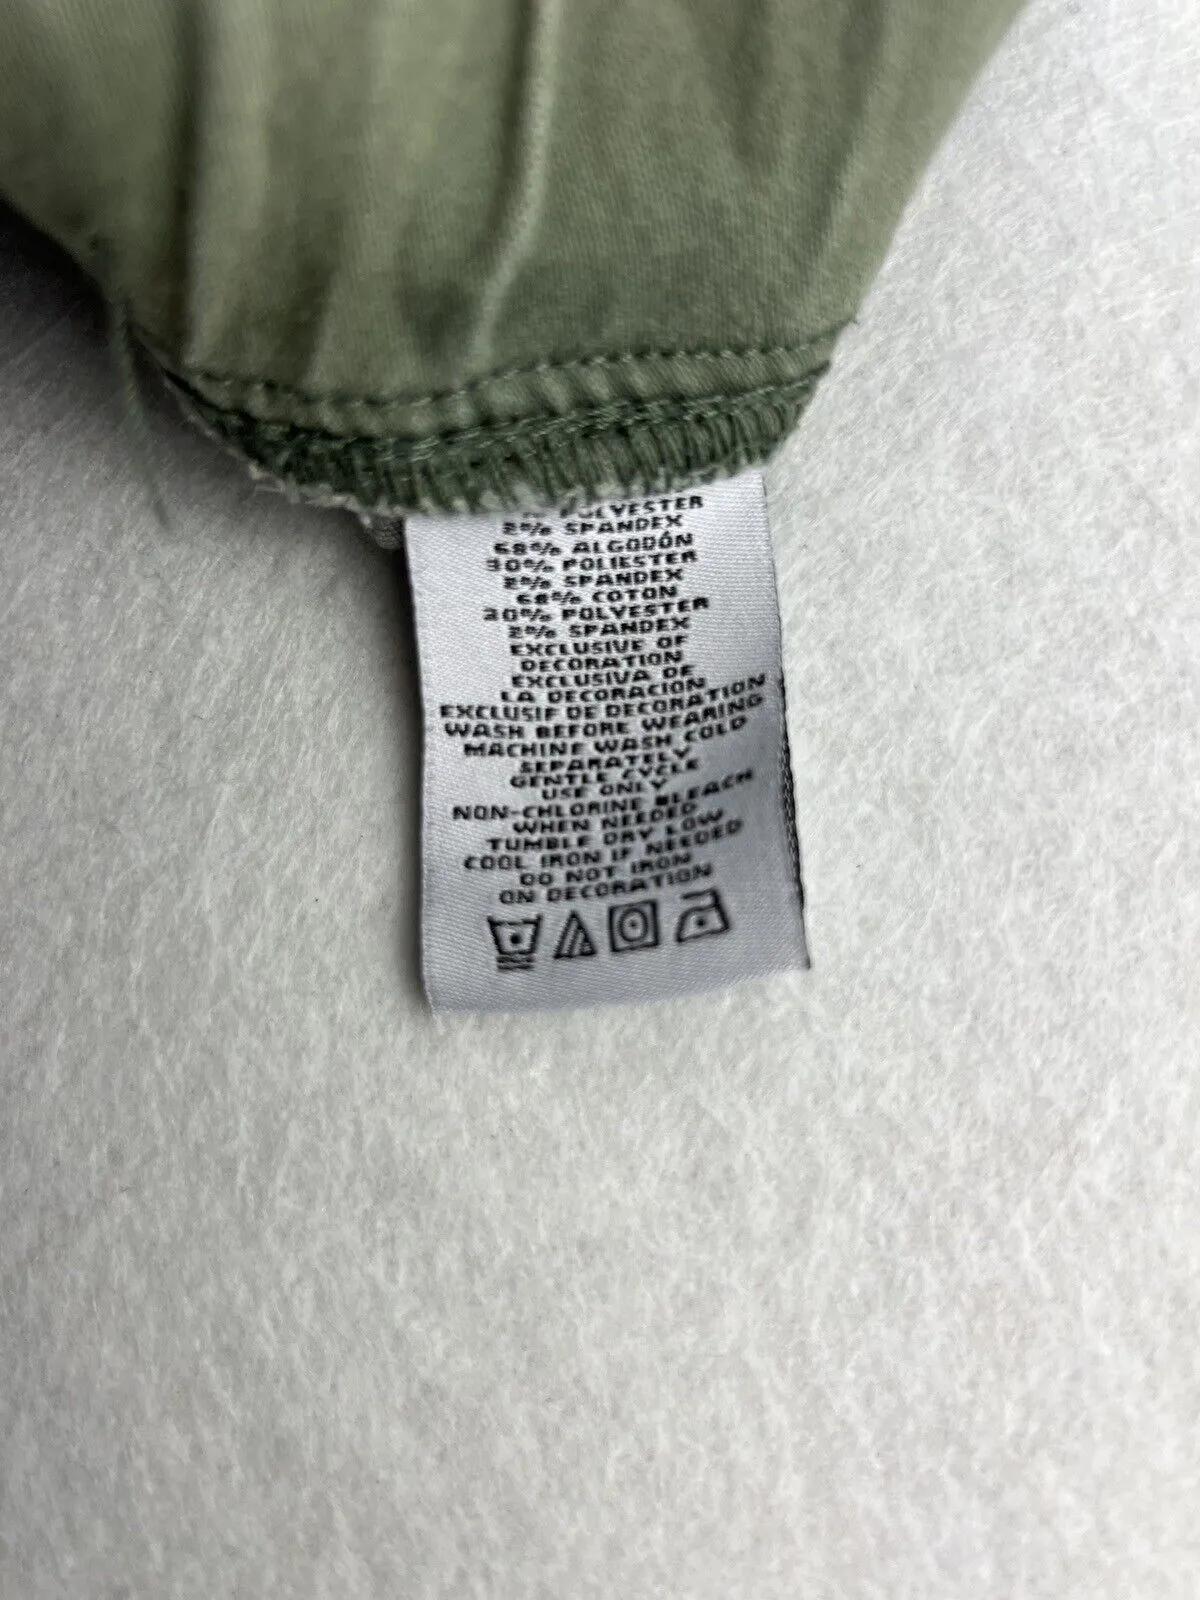 POLYESTER
2% SPANDEX
68% ALGODÓN
30% POLIESTER
2% SPANDEX
68% COTON
30% POLYESTER
2% SPANDEX
EXCLUSIVE OF
DECORATION
EXCLUSIVA DE
LA DECORACIÓN
EXCLUSIF DE DECORATION
WASH BEFORE WEARING
MACHINE WASH COLD
SEPARATELY
GENTLE CYCLE
USE ONLY
NON-CHLORINE BLEACH
WHEN NEEDED
TUMBLE DRY LOW
COOL IRON IF NEEDED
DO NOT IRON
ON DECORATION